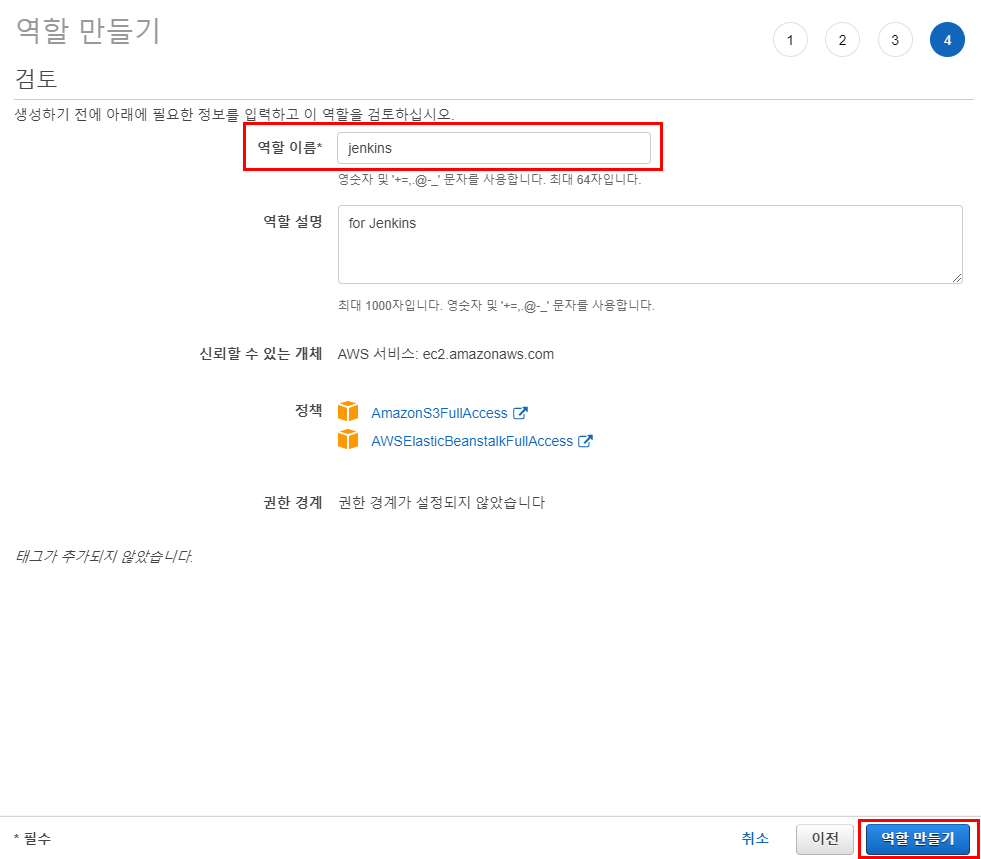 역할 만들기
1 2 3 4
검토
생성하기 전에 아래에 필요한 정보를 입력하고 이 역할을 검토하십시오.
역할 이름* jenkins
영숫자 및 '+=,.@-_' 문자를 사용합니다. 최대 64자입니다.
역할 설명 for Jenkins
최대 1000자입니다. 영숫자 및 '+=,.@-_' 문자를 사용합니다.
신뢰할 수 있는 개체 AWS 서비스: ec2.amazonaws.com
정책 AmazonS3FullAccess
AWSElasticBeanstalkFullAccess
권한 경계 권한 경계가 설정되지 않았습니다
태그가 추가되지 않았습니다.
* 필수 취소 이전 역할 만들기